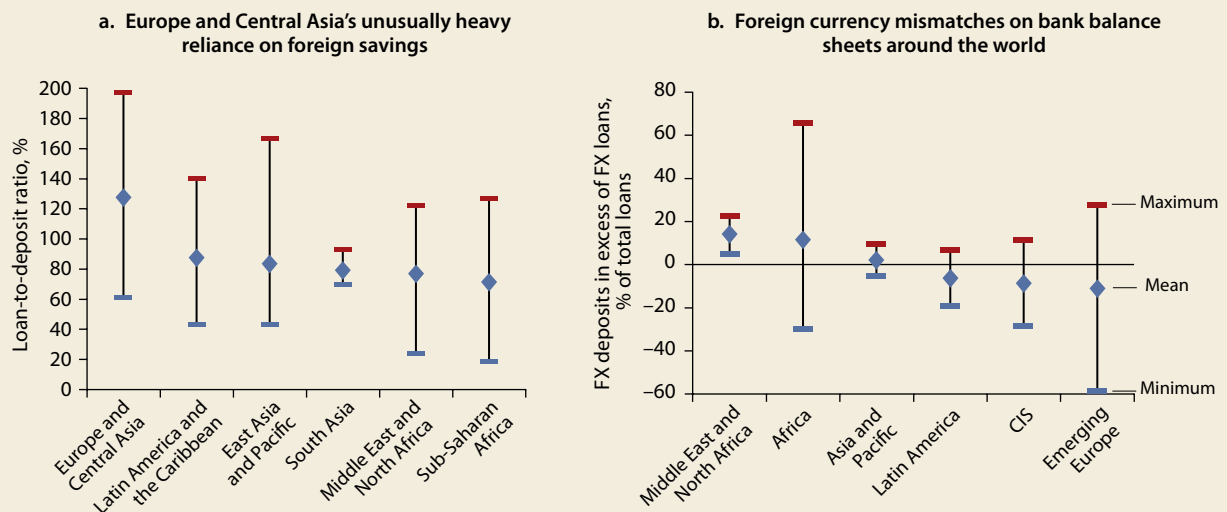 a. Europe and Central Asia's unusually heavy
reliance on foreign savings
Loan-to-deposit ratio, %
200
180
160
140
120
100
80
60
40
20
0
Europe and
Central Asia
Latin America and
the Caribbean
East Asia
and Pacific
South Asia
Middle East and
North Africa
Sub-Saharan
Africa
b. Foreign currency mismatches on bank balance
sheets around the world
FX deposits in excess of FX loans,
% of total loans
80
60
40
20
0
–20
–40
–60
Maximum
Mean
Minimum
Middle East and
North Africa
Africa
Asia and
Pacific
Latin America
CIS
Emerging
Europe